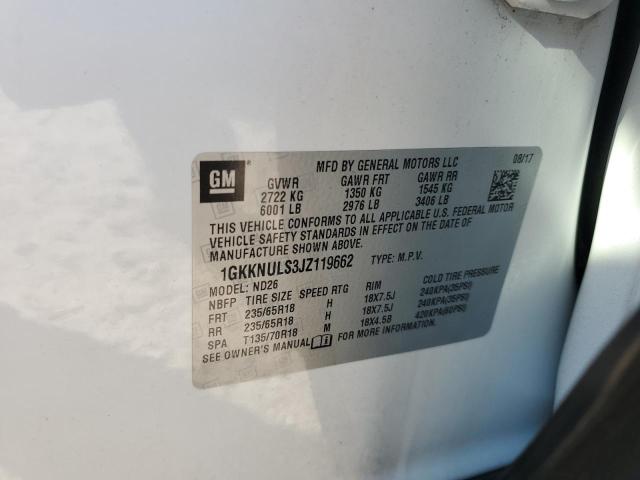 GM
MFD BY GENERAL MOTORS LLC 08/17
GVWR GAWR FRT GAWR RR
2722 KG 1350 KG 1545 KG
6001 LB 2976 LB 3406 LB
THIS VEHICLE CONFORMS TO ALL APPLICABLE U.S. FEDERAL MOTOR
VEHICLE SAFETY STANDARDS IN EFFECT ON THE DATE OF
MANUFACTURE SHOWN ABOVE.
1GKKNULS3JZ119662 TYPE: M.P.V.
MODEL: ND26
NBFP TIRE SIZE SPEED RTG RIM COLD TIRE PRESSURE
FRT 235/65R18 H 18X7.5J 240KPA(35PSI)
RR 235/65R18 H 18X7.5J 240KPA(35PSI)
SPA T135/70R18 M 18X4.5B 420KPA(60PSI)
SEE OWNER'S MANUAL FOR MORE INFORMATION.